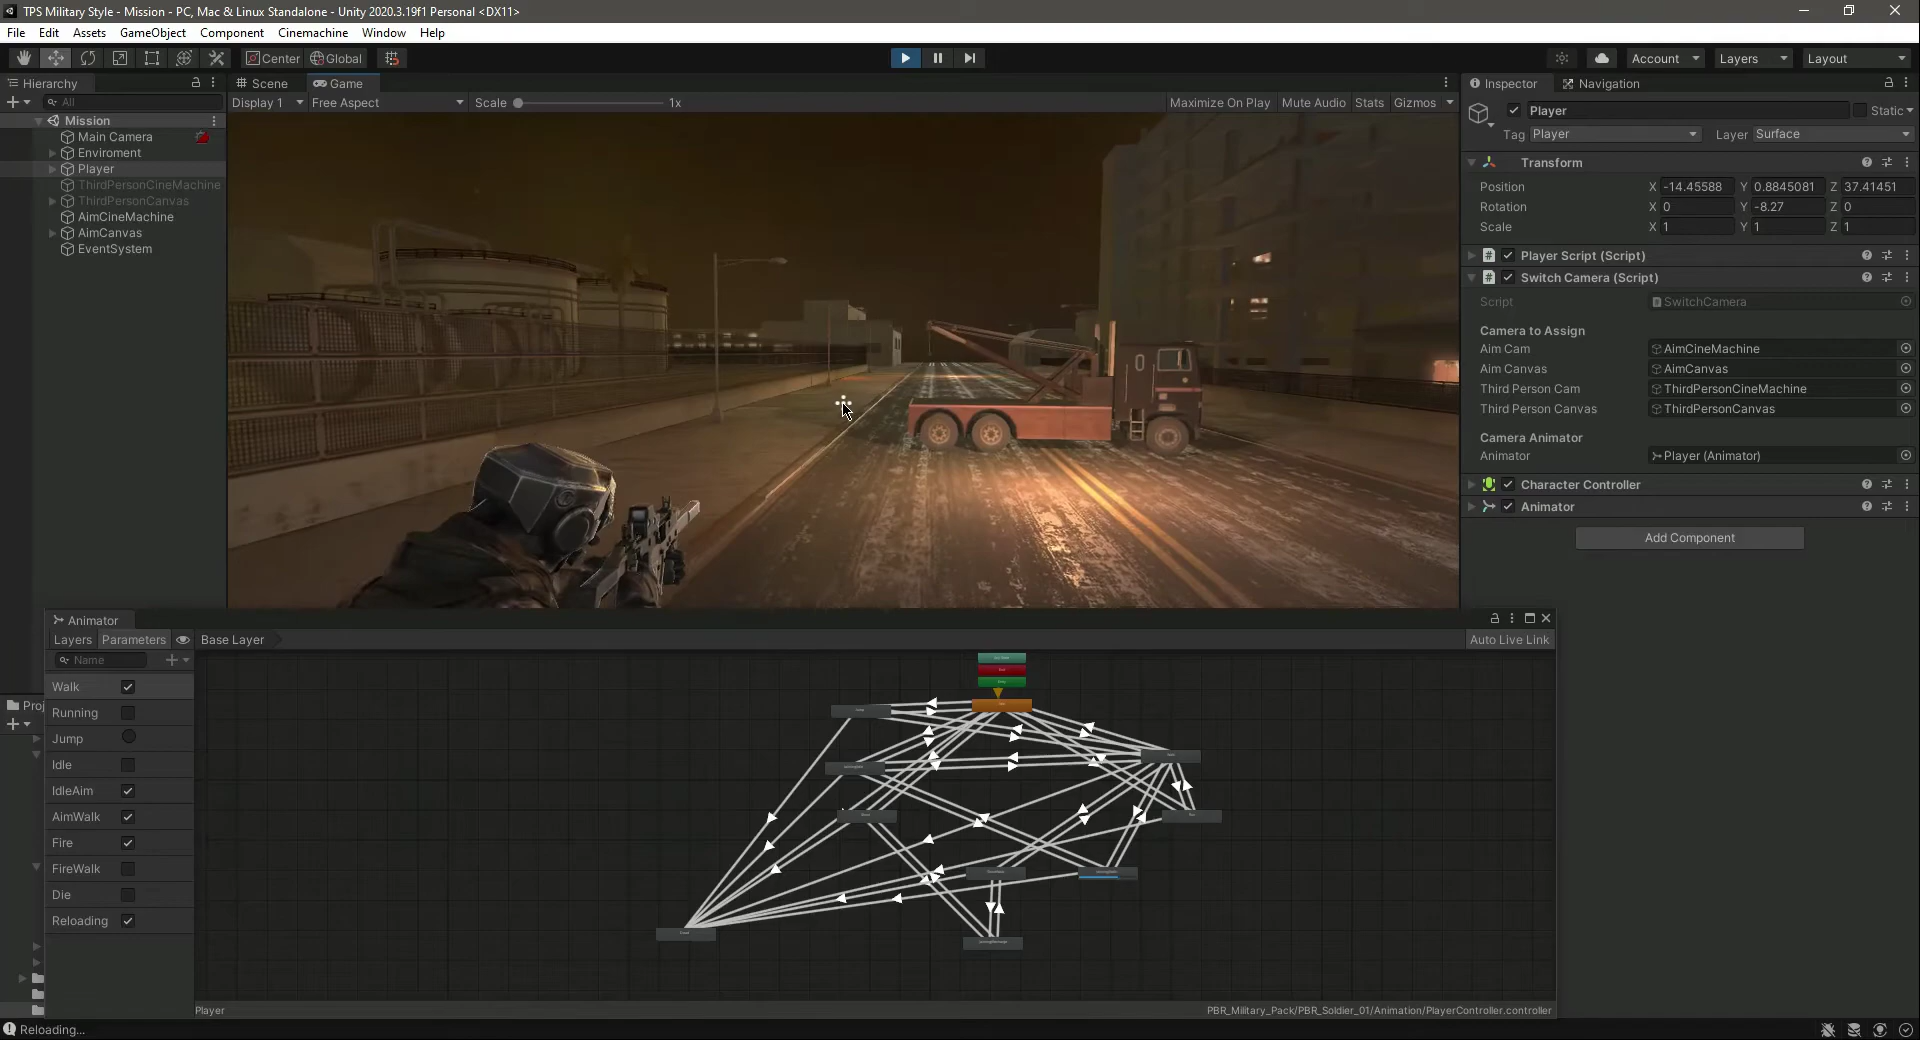 TPS Military Style - Mission - PC, Mac & Linux Standalone - Unity 2020.3.19f1 Personal <DX11>
File Edit Assets GameObject Component Cinemachine Window Help
Center Global Account Layers Layout
Hierarchy
All
Mission
Main Camera
Enviroment
Player
ThirdPersonCineMachine
ThirdPersonCanvas
AimCineMachine
AimCanvas
EventSystem
Scene Game
Display 1 Free Aspect Scale 1x Maximize On Play Mute Audio Stats Gizmos
Inspector Navigation
Player Static
Tag Player Layer Surface
Transform
Position X -14.45588 Y 0.8845081 Z 37.41451
Rotation X 0 Y -8.27 Z 0
Scale X 1 Y 1 Z 1
Player Script (Script)
Switch Camera (Script)
Script SwitchCamera
Camera to Assign
Aim Cam AimCineMachine
Aim Canvas AimCanvas
Third Person Cam ThirdPersonCineMachine
Third Person Canvas ThirdPersonCanvas
Camera Animator
Animator Player (Animator)
Character Controller
Animator
Add Component
Animator
Layers Parameters Base Layer Auto Live Link
Name
Walk
Running
Jump
Idle
IdleAim
AimWalk
Fire
FireWalk
Die
Reloading
Proj
Player PBR_Military_Pack/PBR_Soldier_01/Animation/PlayerController.controller
Reloading...